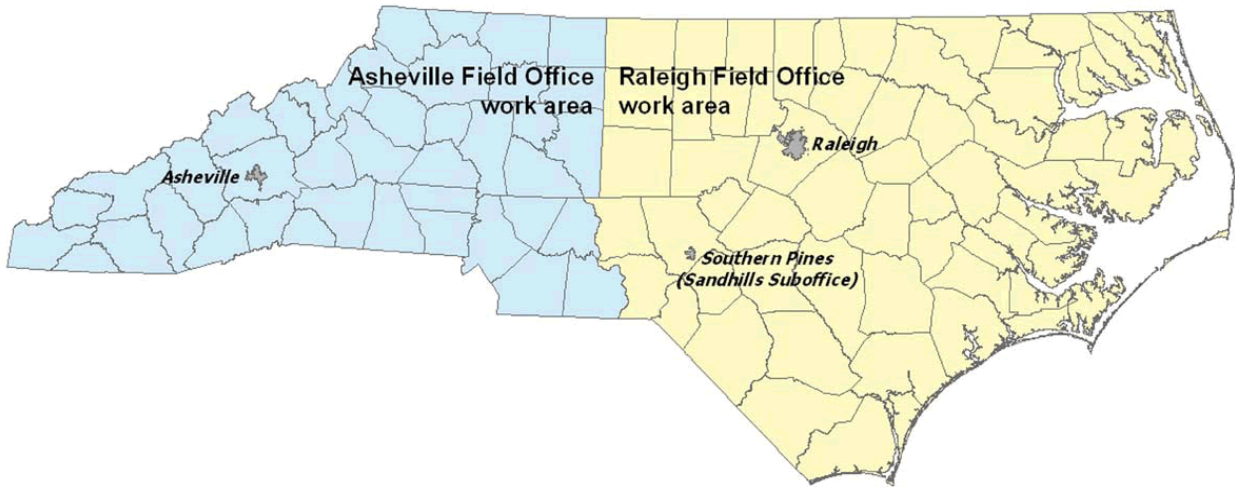 Asheville Field Office
work area
Raleigh Field Office
work area
Raleigh
Asheville
Southern Pines
(Sandhills Suboffice)